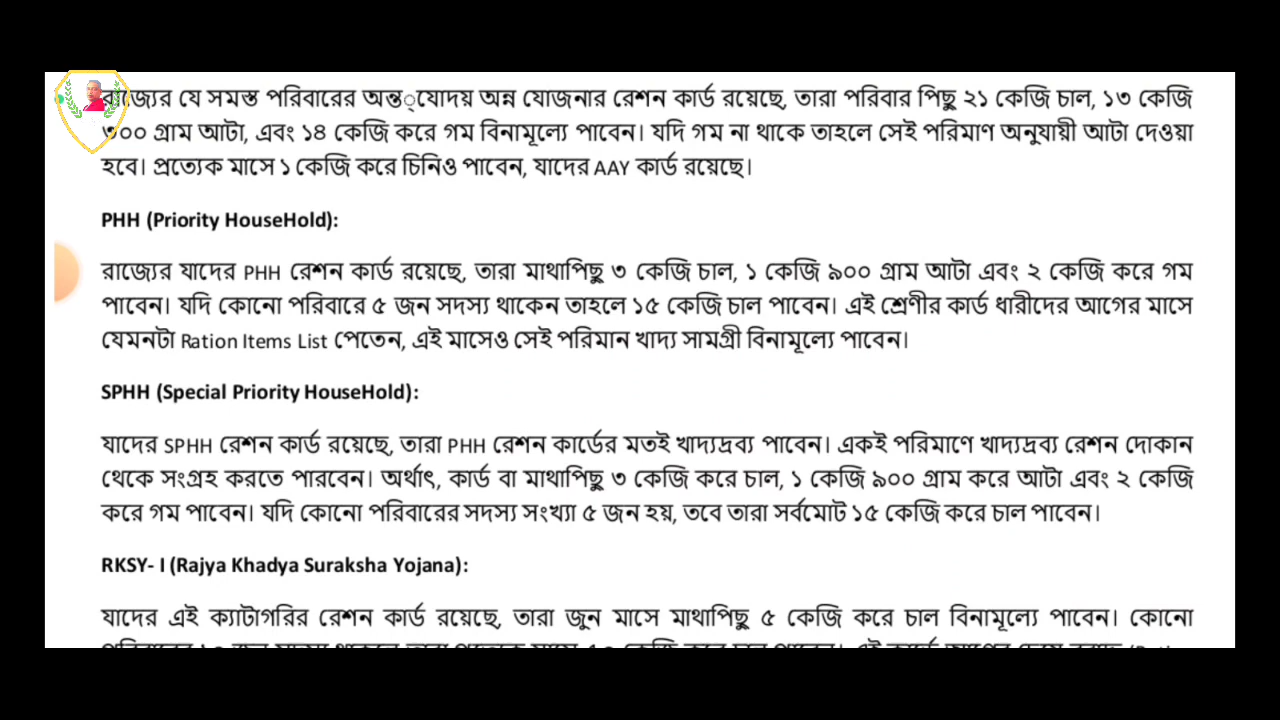 রাজ্যের যে সমস্ত পরিবারের অন্ত্যোদয় অন্ন যোজনার রেশন কার্ড রয়েছে, তারা পরিবার পিছু ২১ কেজি চাল, ১৩ কেজি
৩০০ গ্রাম আটা, এবং ১৪ কেজি করে গম বিনামূল্যে পাবেন। যদি গম না থাকে তাহলে সেই পরিমাণ অনুযায়ী আটা দেওয়া
হবে। প্রত্যেক মাসে ১ কেজি করে চিনিও পাবেন, যাদের AAY কার্ড রয়েছে।
PHH (Priority HouseHold):
রাজ্যের যাদের PHH রেশন কার্ড রয়েছে, তারা মাথাপিছু ৩ কেজি চাল, ১ কেজি ৯০০ গ্রাম আটা এবং ২ কেজি করে গম
পাবেন। যদি কোনো পরিবারে ৫ জন সদস্য থাকেন তাহলে ১৫ কেজি চাল পাবেন। এই শ্রেণীর কার্ড ধারীদের আগের মাসে
যেমনটা Ration Items List পেতেন, এই মাসেও সেই পরিমান খাদ্য সামগ্রী বিনামূল্যে পাবেন।
SPHH (Special Priority HouseHold):
যাদের SPHH রেশন কার্ড রয়েছে, তারা PHH রেশন কার্ডের মতই খাদ্যদ্রব্য পাবেন। একই পরিমাণে খাদ্যদ্রব্য রেশন দোকান
থেকে সংগ্রহ করতে পারবেন। অর্থাৎ, কার্ড বা মাথাপিছু ৩ কেজি করে চাল, ১ কেজি ৯০০ গ্রাম করে আটা এবং ২ কেজি
করে গম পাবেন। যদি কোনো পরিবারের সদস্য সংখ্যা ৫ জন হয়, তবে তারা সর্বমোট ১৫ কেজি করে চাল পাবেন।
RKSY- I (Rajya Khadya Suraksha Yojana):
যাদের এই ক্যাটাগরির রেশন কার্ড রয়েছে, তারা জুন মাসে মাথাপিছু ৫ কেজি করে চাল বিনামূল্যে পাবেন। কোনো